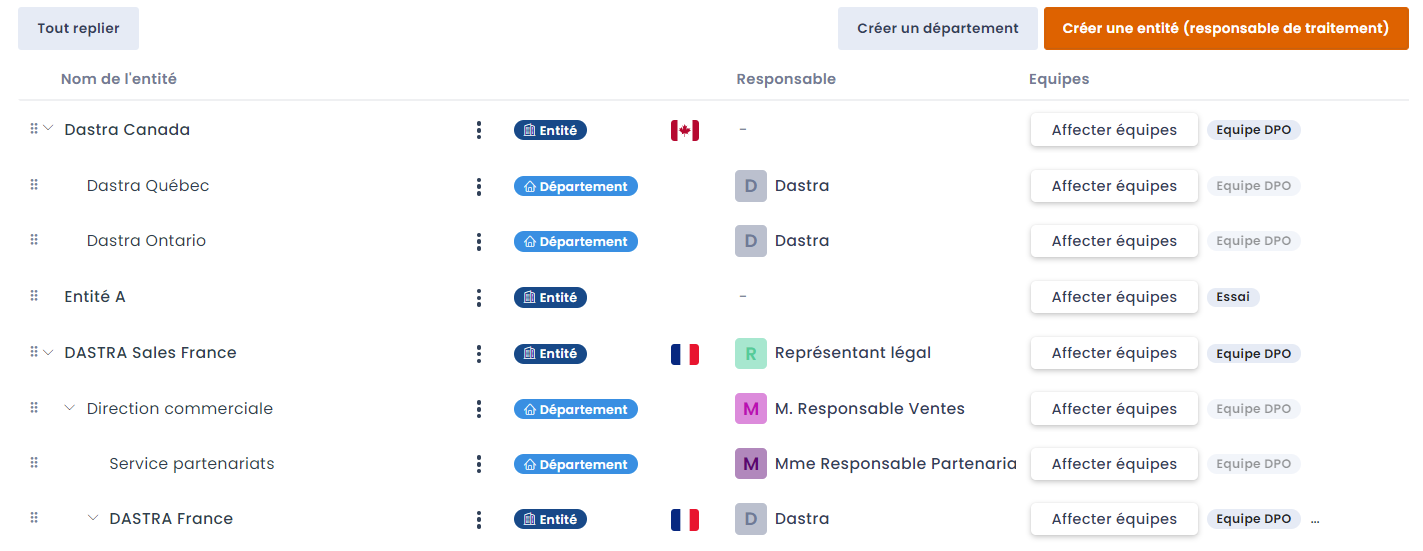 Tout replier Créer un département Créer une entité (responsable de traitement)
Nom de l'entité Responsable Equipes
Dastra Canada Entité - Affecter équipes Equipe DPO
Dastra Québec Département D Dastra Affecter équipes Equipe DPO
Dastra Ontario Département D Dastra Affecter équipes Equipe DPO
Entité A Entité - Affecter équipes Essai
DASTRA Sales France Entité R Représentant légal Affecter équipes Equipe DPO
Direction commerciale Département M M. Responsable Ventes Affecter équipes Equipe DPO
Service partenariats Département M Mme Responsable Partenaria Affecter équipes Equipe DPO
DASTRA France Entité D Dastra Affecter équipes Equipe DPO ...